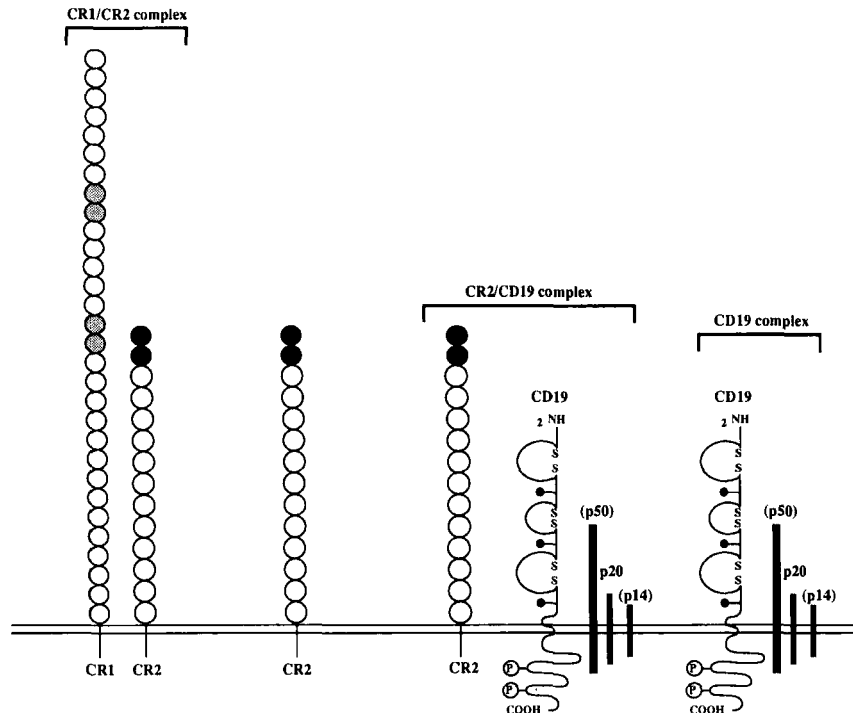 CR1/CR2 complex
CR2/CD19 complex
CD19 complex
CD19
CD19
2 NH
2 NH
S
S
S
S
S
S
S
S
S
S
S
S
(p50)
(p50)
p20
p20
(p14)
(p14)
CR1
CR2
CR2
CR2
P
P
P
P
COOH
COOH